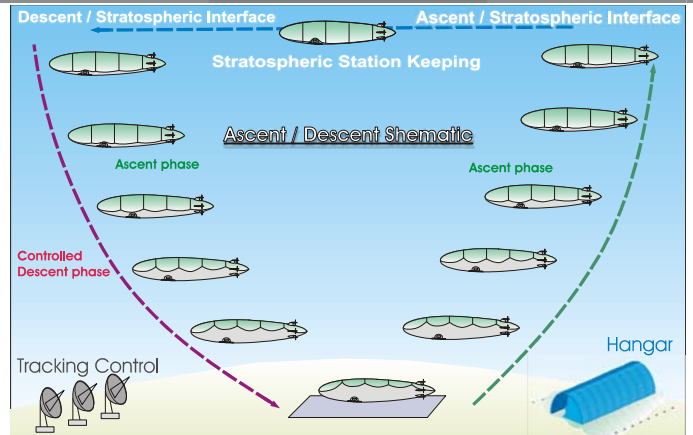 Descent / Stratospheric Interface
Ascent / Stratospheric Interface
Stratospheric Station Keeping
Ascent / Descent Shematic
Ascent phase
Ascent phase
Controlled
Descent phase
Tracking Control
Hangar